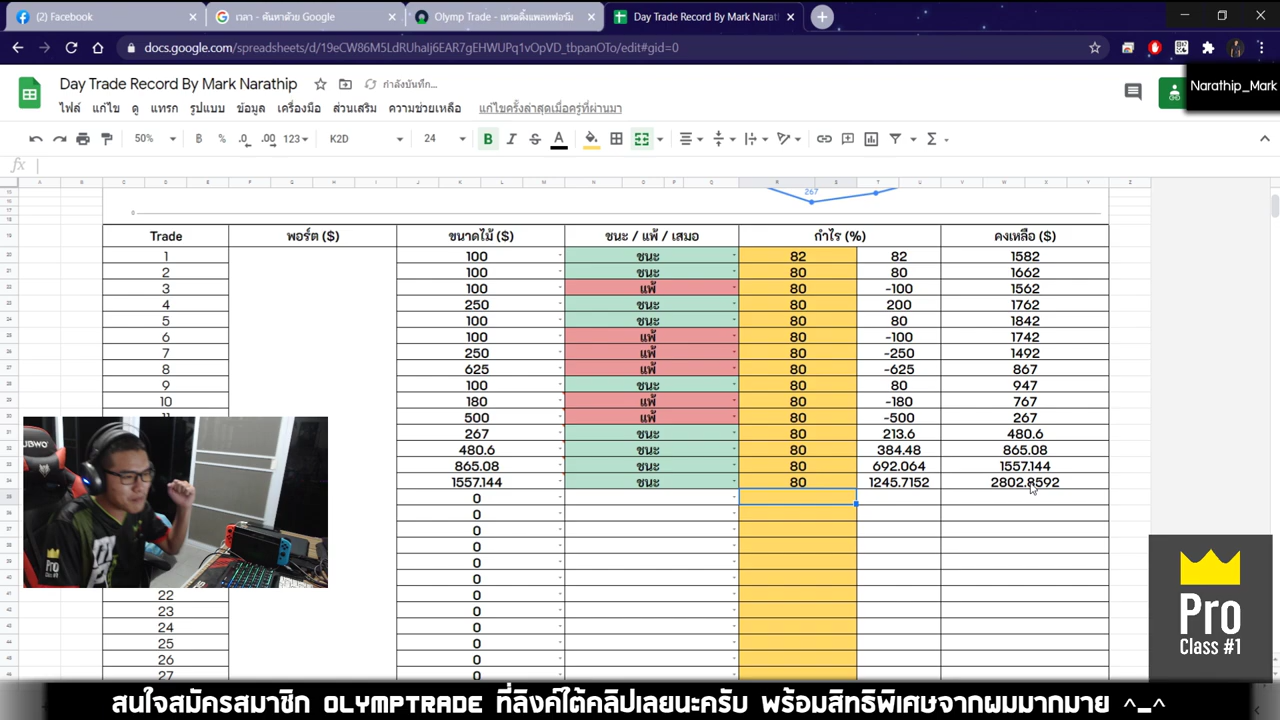 Facebook
เวลา - ค้นหาด้วย Google
Olymp Trade - เทรดดิ้งแพลทฟอร์ม
Day Trade Record By Mark Narat
docs.google.com/spreadsheets/d/19eCW86M5LdRUhalj6EAR7gEHWUPq1vOpVD_tbpanOTo/edit#gid=0
Day Trade Record By Mark Narathip
กำลังบันทึก...
Narathip_Mark
ไฟล์ แก้ไข ดู แทรก รูปแบบ ข้อมูล เครื่องมือ ส่วนเสริม ความช่วยเหลือ แก้ไขครั้งล่าสุดเมื่อครู่ที่ผ่านมา
50% ฿ % .0 .00 123 K2D 24 B I S A Σ
fx
267
0
Trade พอร์ต ($) ขนาดไม้ ($) ชนะ / แพ้ / เสมอ กำไร (%) คงเหลือ ($)
1 100 ชนะ 82 82 1582
2 100 ชนะ 80 80 1662
3 100 แพ้ 80 -100 1562
4 250 ชนะ 80 200 1762
5 100 ชนะ 80 80 1842
6 100 แพ้ 80 -100 1742
7 250 แพ้ 80 -250 1492
8 625 แพ้ 80 -625 867
9 100 ชนะ 80 80 947
10 180 แพ้ 80 -180 767
11 500 แพ้ 80 -500 267
267 ชนะ 80 213.6 480.6
480.6 ชนะ 80 384.48 865.08
865.08 ชนะ 80 692.064 1557.144
1557.144 ชนะ 80 1245.7152 2802.8592
0
0
0
0
0
0
22 0
23 0
24 0
25 0
26 0
27 0
Pro
Class #1
Pro
Class #1
สนใจสมัครสมาชิก OLYMPTRADE ที่ลิงค์ใต้คลิปเลยนะครับ พร้อมสิทธิพิเศษจากผมมากมาย ^_^